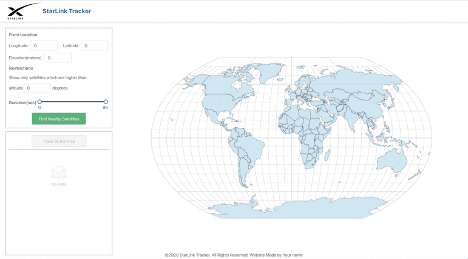 STARLINK
StarLink Tracker
From Location
Longitude 0 Latitude 0
Elevation(meters) 0
Restrictions
Show only satellites which are higher than
altitude 0 degrees
Duration(sec)
0 90
Find Nearby Satellites
Track on the map
No data
©2020 StarLink Tracker. All Rights Reserved. Website Made by Your name